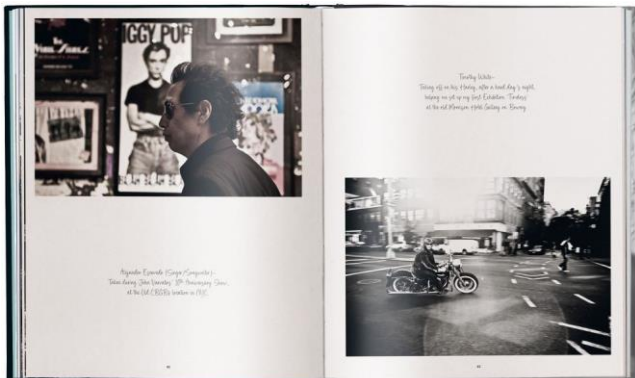 IGGY POP
Alejandro Escovedo (Singer/Songwriter)-
Taken during John Varvatos' 10th Anniversary Show,
at the Old CBGB's location in NYC
Timothy White-
Taking off on his Harley, after a hard day's night,
helping me set up my first Exhibition "Timeless"
at the old Morrison Hotel Gallery on Bowery